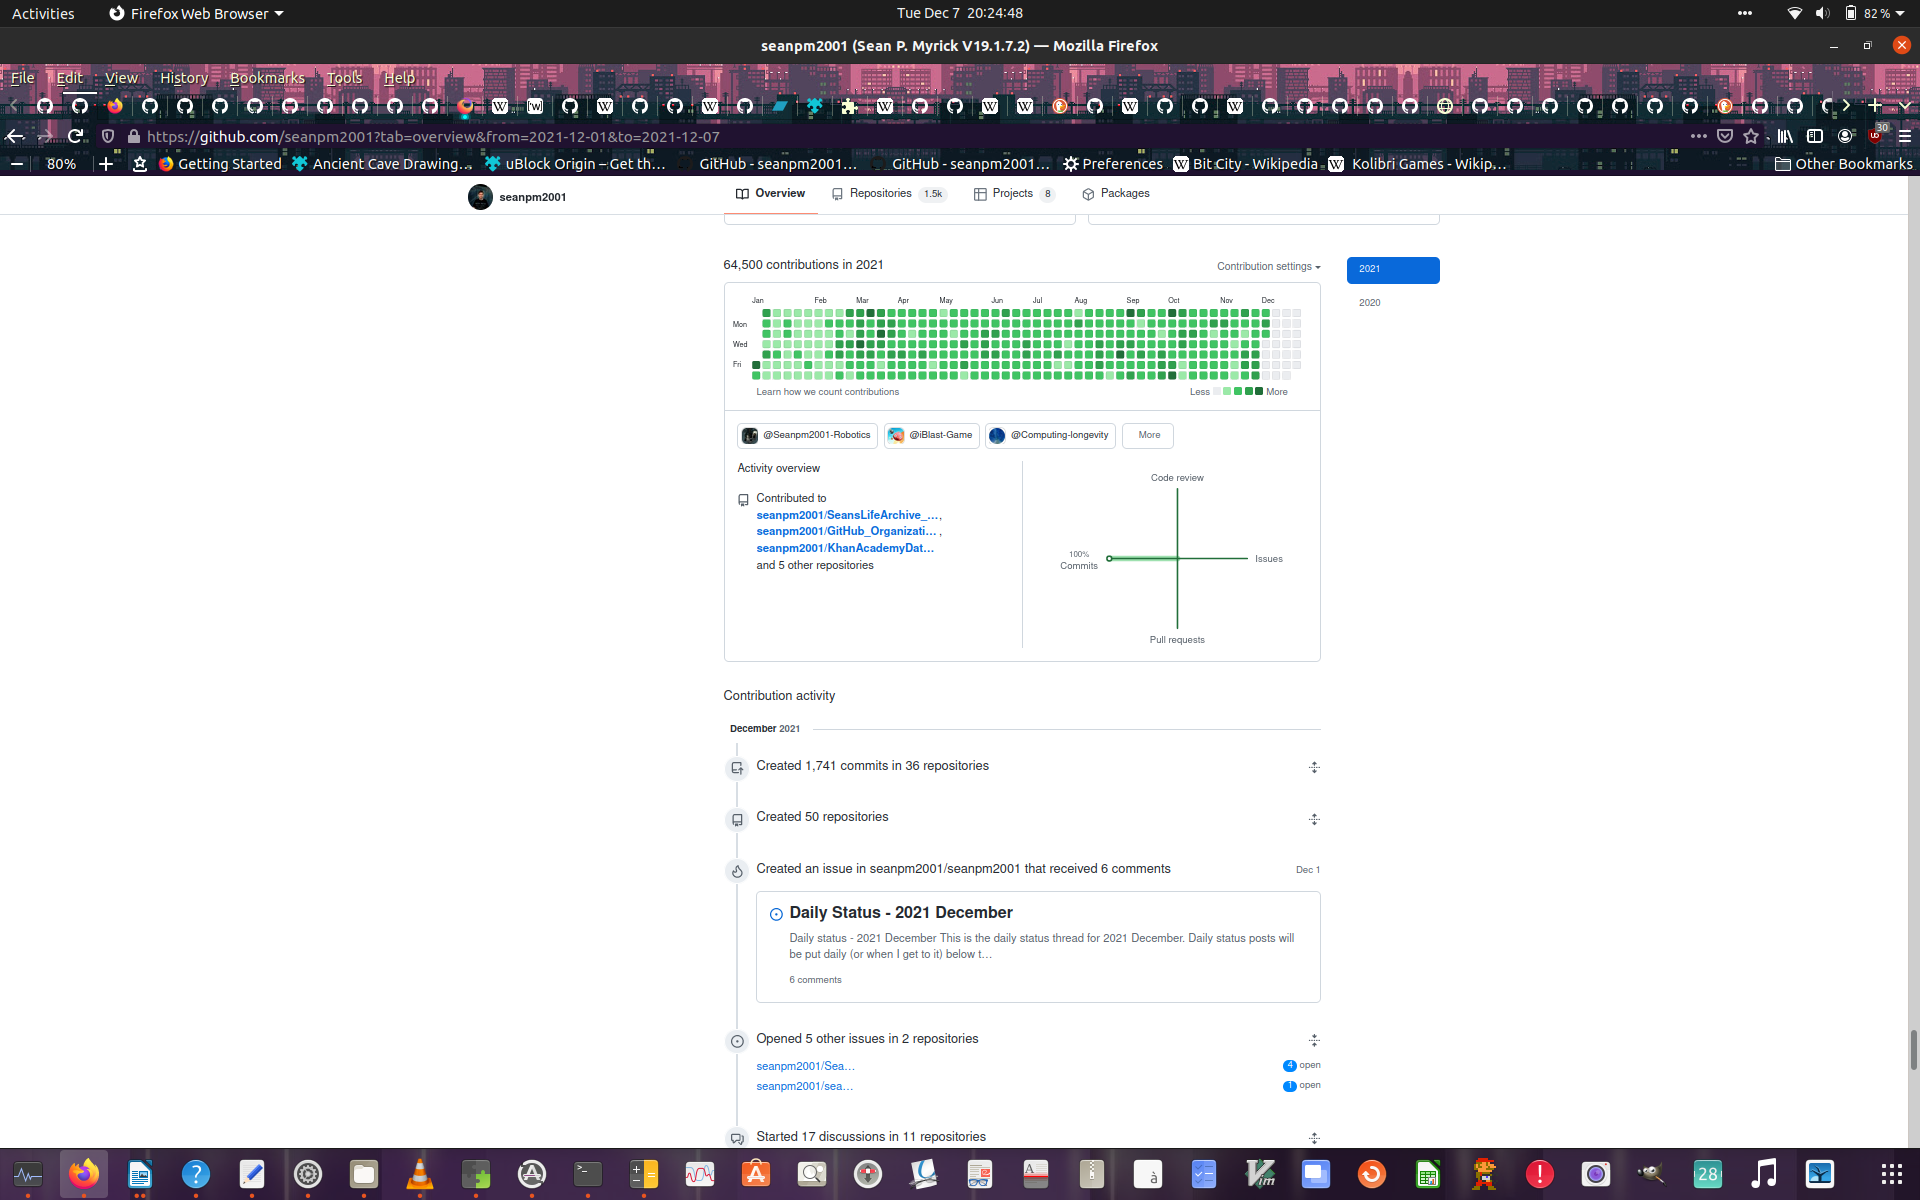 Activities
Firefox Web Browser
Tue Dec 7 20:24:48
82 %
seanpm2001 (Sean P. Myrick V19.1.7.2) — Mozilla Firefox
File Edit View History Bookmarks Tools Help
https://github.com/seanpm2001?tab=overview&from=2021-12-01&to=2021-12-07
30
80%
Getting Started
Ancient Cave Drawing…
uBlock Origin – Get th…
GitHub - seanpm2001…
GitHub - seanpm2001…
Preferences
Bit City - Wikipedia
Kolibri Games - Wikip…
Other Bookmarks
seanpm2001
Overview
Repositories 1.5k
Projects 8
Packages
64,500 contributions in 2021
Contribution settings
2021
2020
Jan Feb Mar Apr May Jun Jul Aug Sep Oct Nov Dec
Mon
Wed
Fri
Learn how we count contributions
Less More
@Seanpm2001-Robotics
@iBlast-Game
@Computing-longevity
More
Activity overview
Contributed to
seanpm2001/SeansLifeArchive_…,
seanpm2001/GitHub_Organizati…,
seanpm2001/KhanAcademyDat…
and 5 other repositories
Code review
100%
Commits
Issues
Pull requests
Contribution activity
December 2021
Created 1,741 commits in 36 repositories
Created 50 repositories
Created an issue in seanpm2001/seanpm2001 that received 6 comments
Dec 1
Daily Status - 2021 December
Daily status - 2021 December This is the daily status thread for 2021 December. Daily status posts will
be put daily (or when I get to it) below t…
6 comments
Opened 5 other issues in 2 repositories
seanpm2001/Sea…
4 open
seanpm2001/sea…
1 open
Started 17 discussions in 11 repositories
28